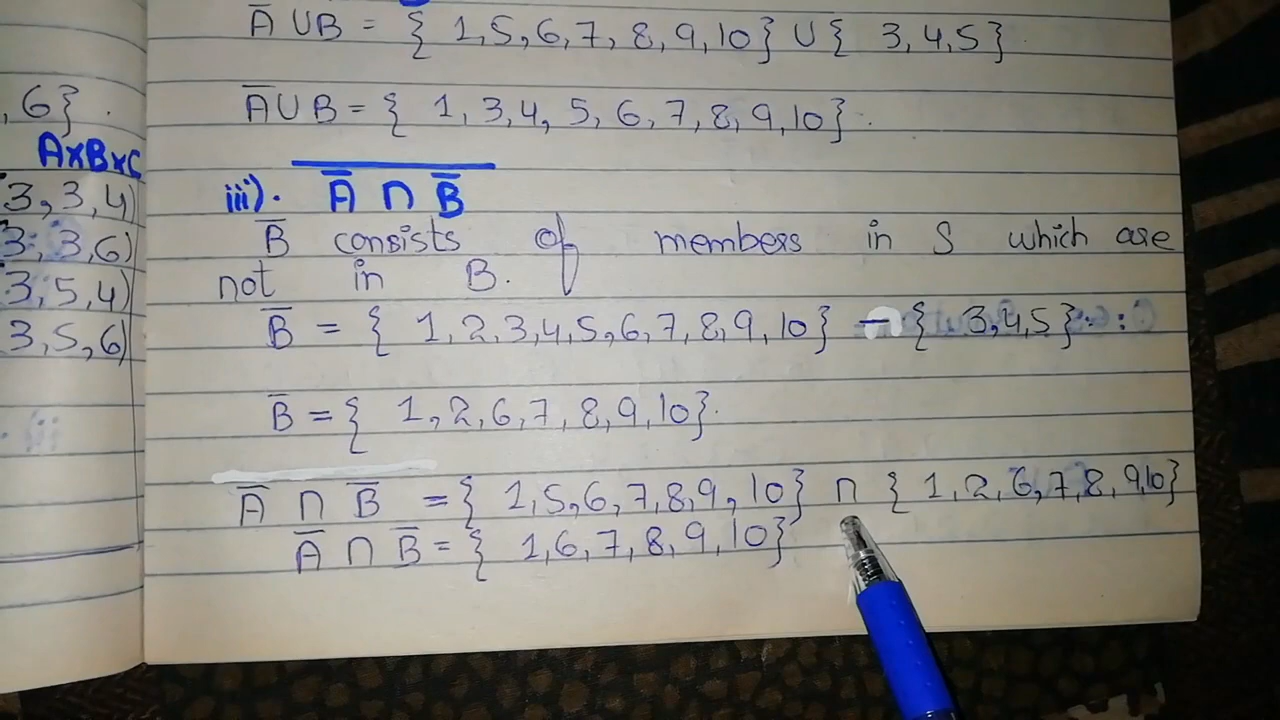 A̅ ∪ B = { 1, 5, 6, 7, 8, 9, 10 } ∪ { 3, 4, 5 }
A̅ ∪ B = { 1, 3, 4, 5, 6, 7, 8, 9, 10 } .
, 6 } .
A×B×C
3, 3, 4)
3, 3, 6)
3, 5, 4)
3, 5, 6)
iii). A̅ ∩ B̅
B̅ consists of members in S which are
not in B.
B̅ = { 1, 2, 3, 4, 5, 6, 7, 8, 9, 10 } – { 3, 4, 5 }
B̅ = { 1, 2, 6, 7, 8, 9, 10 }.
A̅ ∩ B̅ = { 1, 5, 6, 7, 8, 9, 10 } ∩ { 1, 2, 6, 7, 8, 9, 10 }
A̅ ∩ B̅ = { 1, 6, 7, 8, 9, 10 }